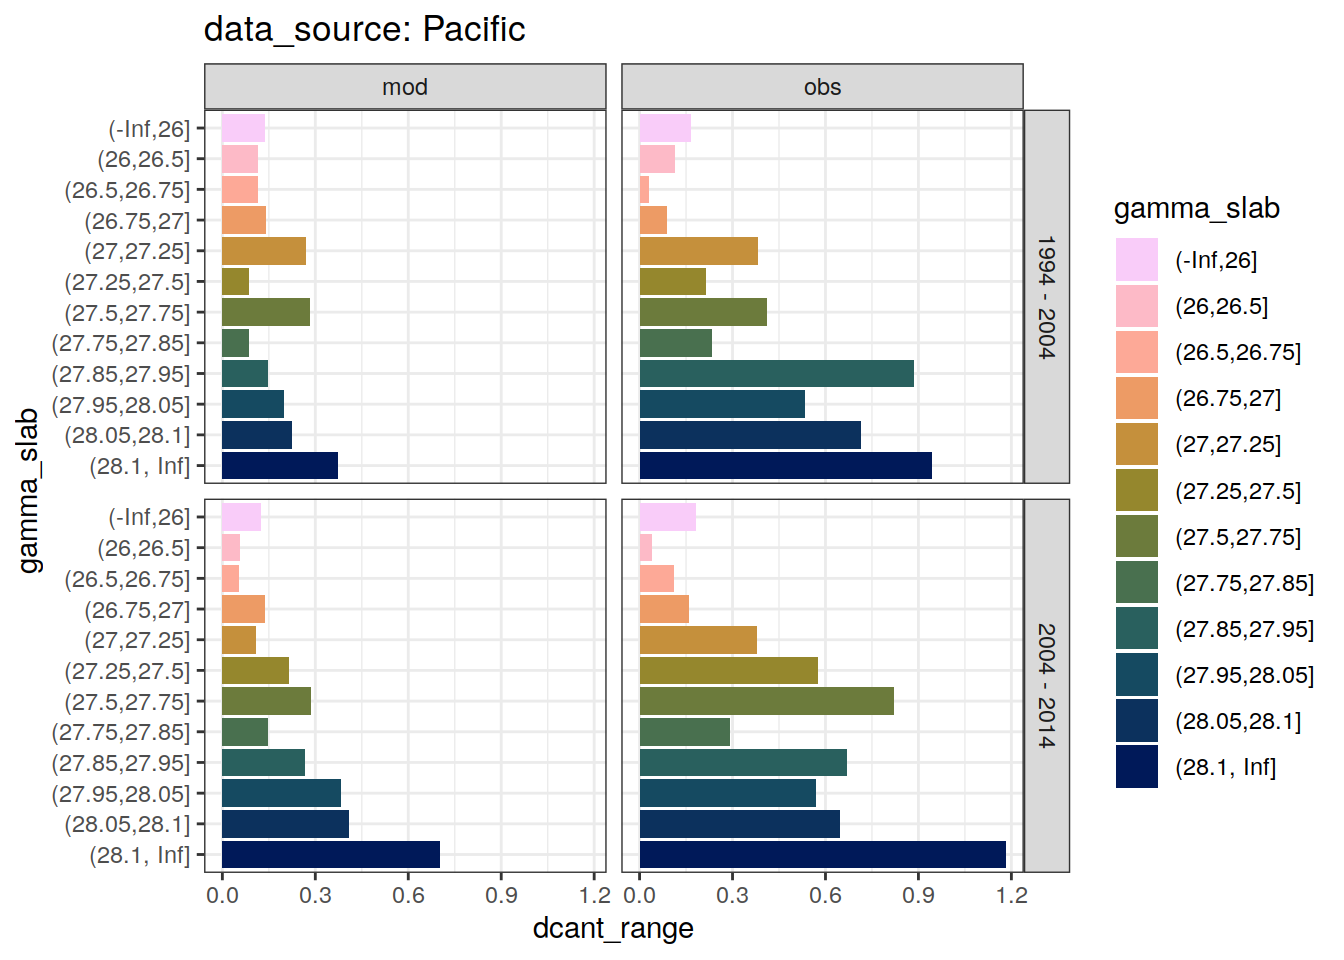 data_source: Pacific
mod
obs
(-Inf,26]
(26,26.5]
(26.5,26.75]
(26.75,27]
(27,27.25]
(27.25,27.5]
(27.5,27.75]
(27.75,27.85]
(27.85,27.95]
(27.95,28.05]
(28.05,28.1]
(28.1, Inf]
1994 - 2004
(-Inf,26]
(26,26.5]
(26.5,26.75]
(26.75,27]
(27,27.25]
(27.25,27.5]
(27.5,27.75]
(27.75,27.85]
(27.85,27.95]
(27.95,28.05]
(28.05,28.1]
(28.1, Inf]
2004 - 2014
gamma_slab
0.0 0.3 0.6 0.9 1.2
0.0 0.3 0.6 0.9 1.2
dcant_range
gamma_slab
(-Inf,26]
(26,26.5]
(26.5,26.75]
(26.75,27]
(27,27.25]
(27.25,27.5]
(27.5,27.75]
(27.75,27.85]
(27.85,27.95]
(27.95,28.05]
(28.05,28.1]
(28.1, Inf]